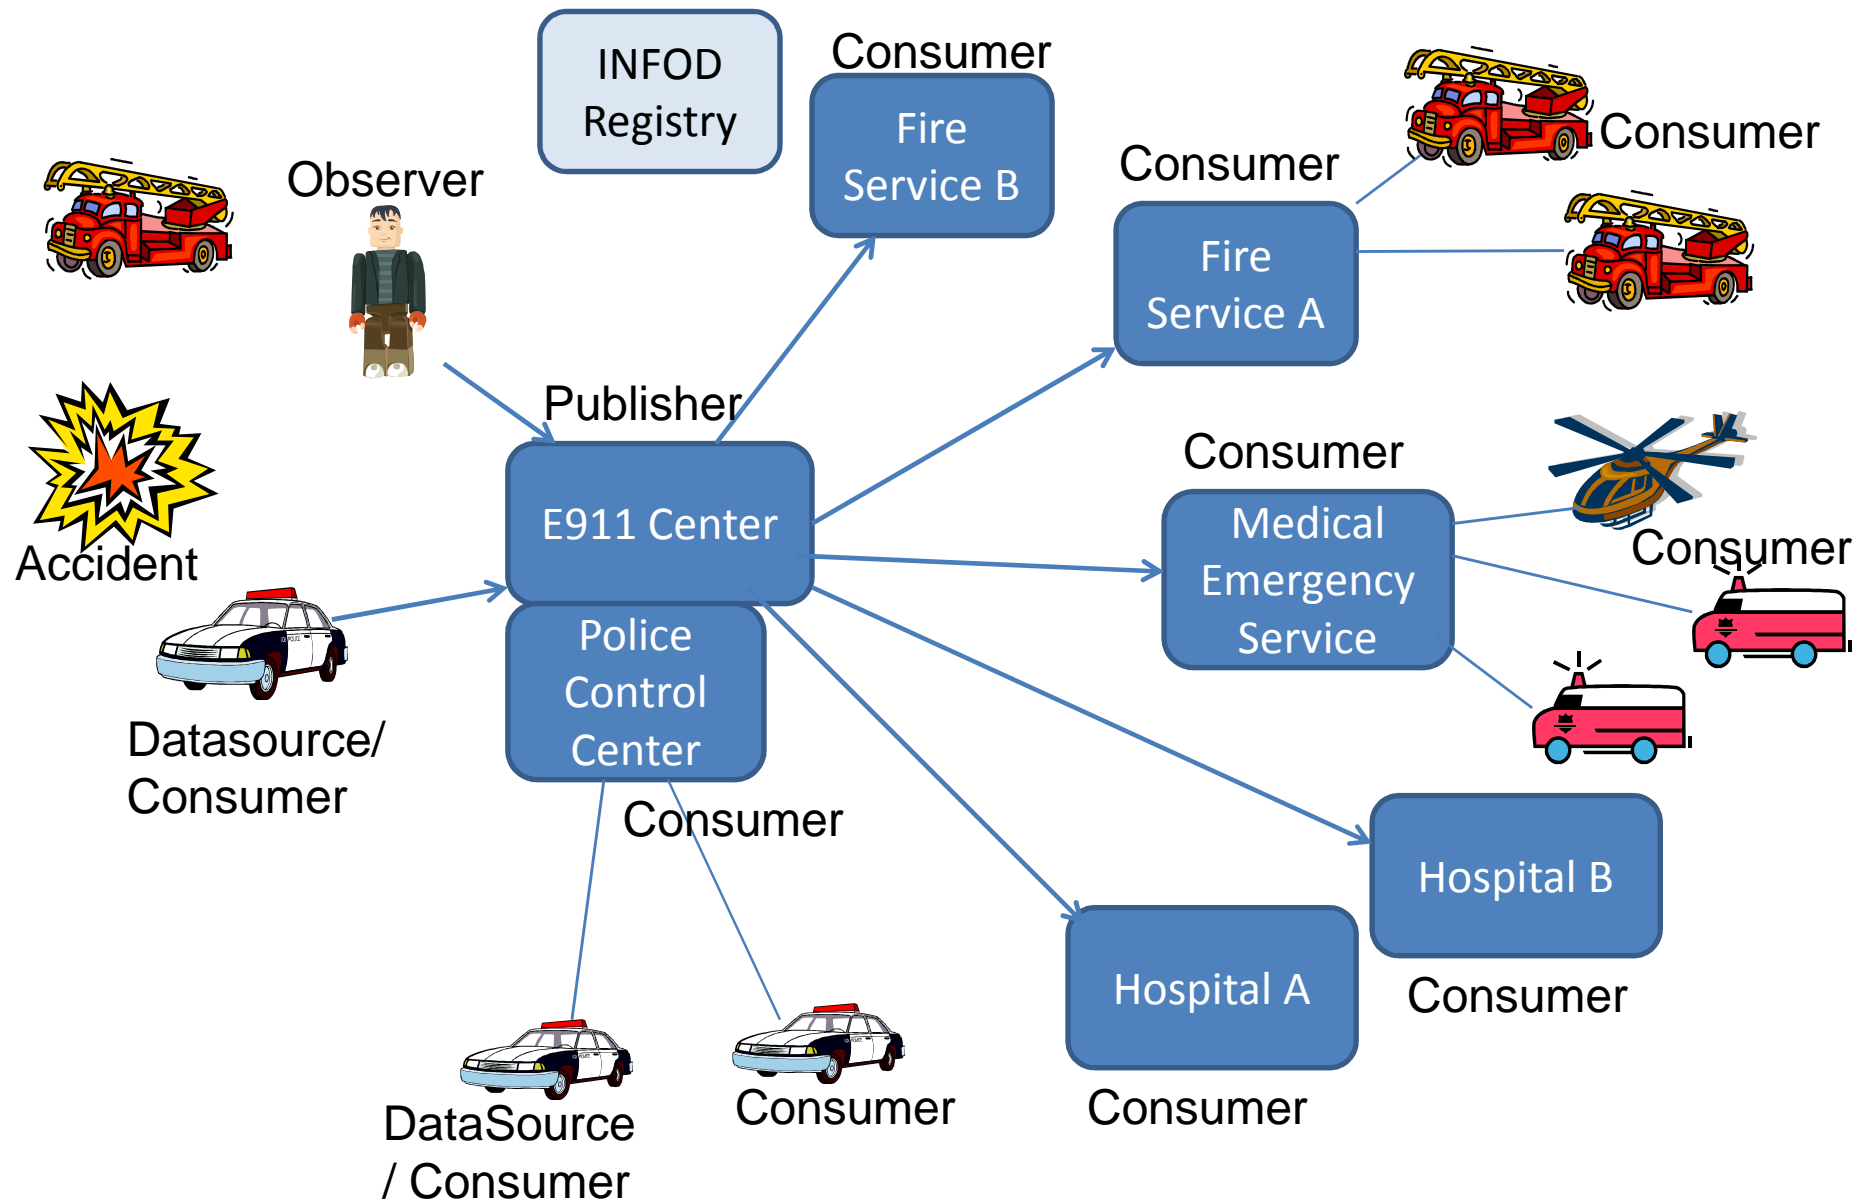 INFOD
Registry
Consumer
Fire
Service B
Consumer
Consumer
Fire
Service A
Observer
Publisher
E911 Center
Accident
Consumer
Medical
Emergency
Service
Consumer
Police
Control
Center
Datasource/
Consumer
Consumer
Hospital B
Consumer
Hospital A
Consumer
Consumer
DataSource
/ Consumer